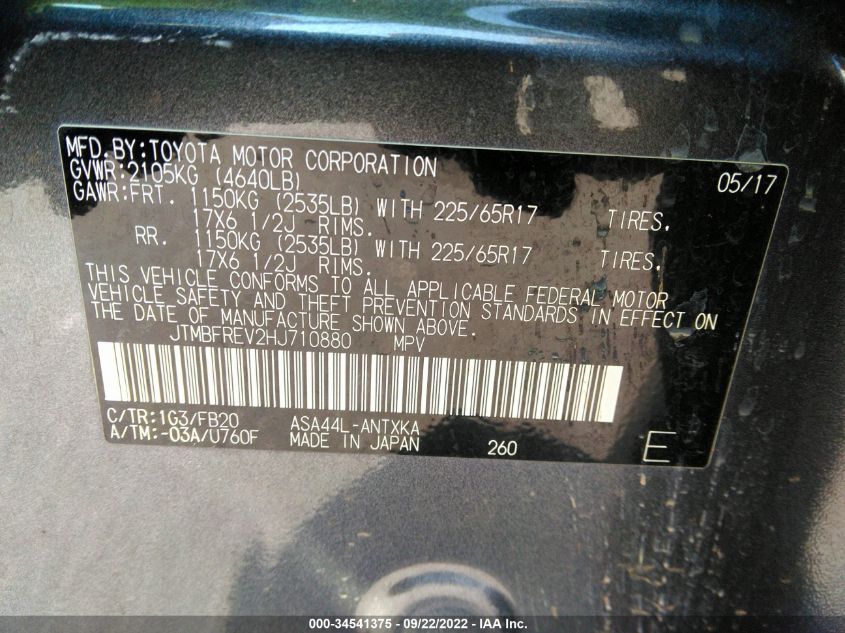 MFD.BY:TOYOTA MOTOR CORPORATION 05/17
GVWR:2105KG (4640LB)
GAWR:FRT. 1150KG (2535LB) WITH 225/65R17 TIRES,
17X6 1/2J RIMS.
RR. 1150KG (2535LB) WITH 225/65R17 TIRES,
17X6 1/2J RIMS.
THIS VEHICLE CONFORMS TO ALL APPLICABLE FEDERAL MOTOR
VEHICLE SAFETY AND THEFT PREVENTION STANDARDS IN EFFECT ON
THE DATE OF MANUFACTURE SHOWN ABOVE.
JTMBFREV2HJ710880 MPV
C/TR:1G3/FB20 ASA44L-ANTXKA
A/TM:-03A/U760F MADE IN JAPAN 260 E
000-34541375 - 09/22/2022 - IAA Inc.